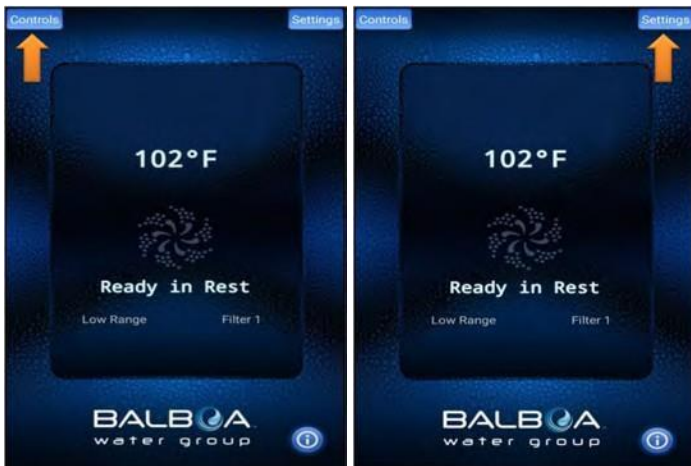 Controls Settings
102°F
Ready in Rest
Low Range Filter 1
BALBOA
water group
Controls Settings
102°F
Ready in Rest
Low Range Filter 1
BALBOA
water group